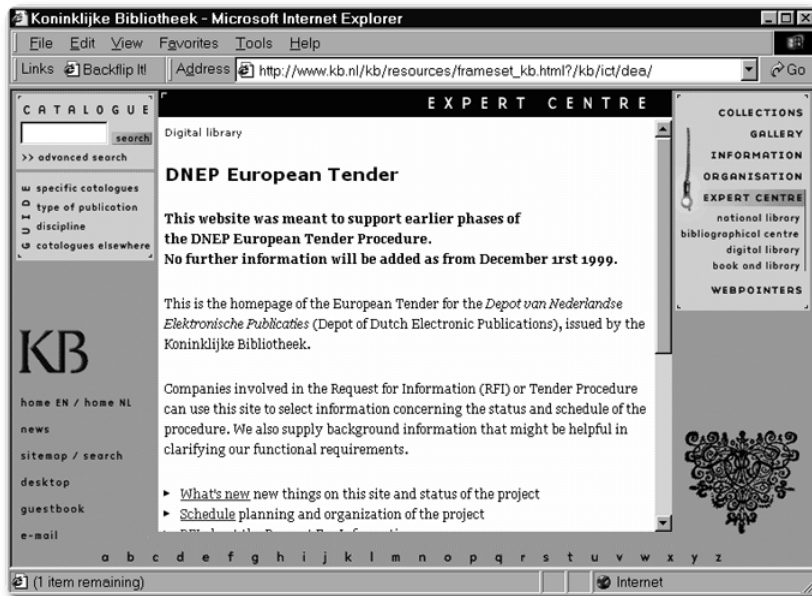 Koninklijke Bibliotheek - Microsoft Internet Explorer
File Edit View Favorites Tools Help
Links Backflip It! Address http://www.kb.nl/kb/resources/frameset_kb.html?/kb/ict/dea/ Go
CATALOGUE
search
>> advanced search
GUIDE
specific catalogues
type of publication
discipline
catalogues elsewhere
KB
home EN / home NL
news
sitemap / search
desktop
guestbook
e-mail
EXPERT CENTRE
Digital library
DNEP European Tender
This website was meant to support earlier phases of
the DNEP European Tender Procedure.
No further information will be added as from December 1rst 1999.
This is the homepage of the European Tender for the Depot van Nederlandse
Elektronische Publicaties (Depot of Dutch Electronic Publications), issued by the
Koninklijke Bibliotheek.
Companies involved in the Request for Information (RFI) or Tender Procedure
can use this site to select information concerning the status and schedule of the
procedure. We also supply background information that might be helpful in
clarifying our functional requirements.
► What's new new things on this site and status of the project
► Schedule planning and organization of the project
COLLECTIONS
GALLERY
INFORMATION
ORGANISATION
EXPERT CENTRE
national library
bibliographical centre
digital library
book and library
WEBPOINTERS
a b c d e f g h i j k l m n o p q r s t u v w x y z
(1 item remaining) Internet